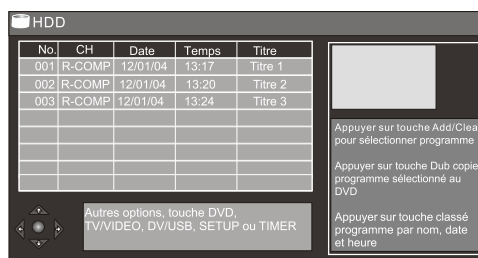 HDD
No. CH Date Temps Titre
001 R-COMP 12/01/04 13:17 Titre 1
002 R-COMP 12/01/04 13:20 Titre 2
003 R-COMP 12/01/04 13:24 Titre 3
Appuyer sur touche Add/Clea
pour sélectionner programme
Appuyer sur touche Dub copie
programme sélectionné au
DVD
Appuyer sur touche classé
programme par nom, date
et heure
Autres options, touche DVD,
TV/VIDEO, DV/USB, SETUP ou TIMER